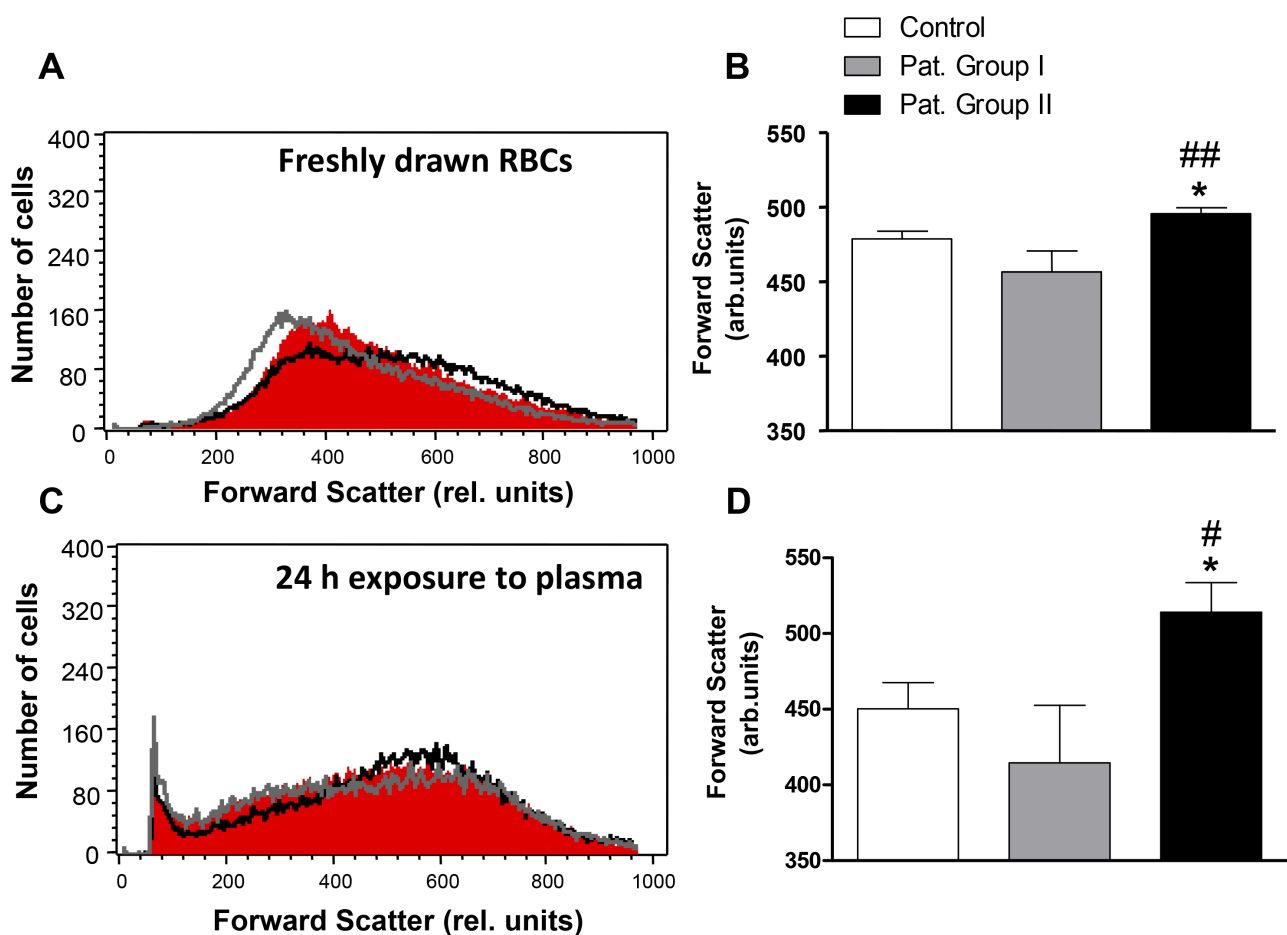 Control
Pat. Group I
Pat. Group II
A
B
400
320
240
160
80
0
Number of cells
Freshly drawn RBCs
0 200 400 600 800 1000
Forward Scatter (rel. units)
550
500
450
400
350
Forward Scatter
(arb.units)
##
*
C
D
400
320
240
160
80
0
Number of cells
24 h exposure to plasma
0 200 400 600 800 1000
Forward Scatter (rel. units)
550
500
450
400
350
Forward Scatter
(arb.units)
#
*